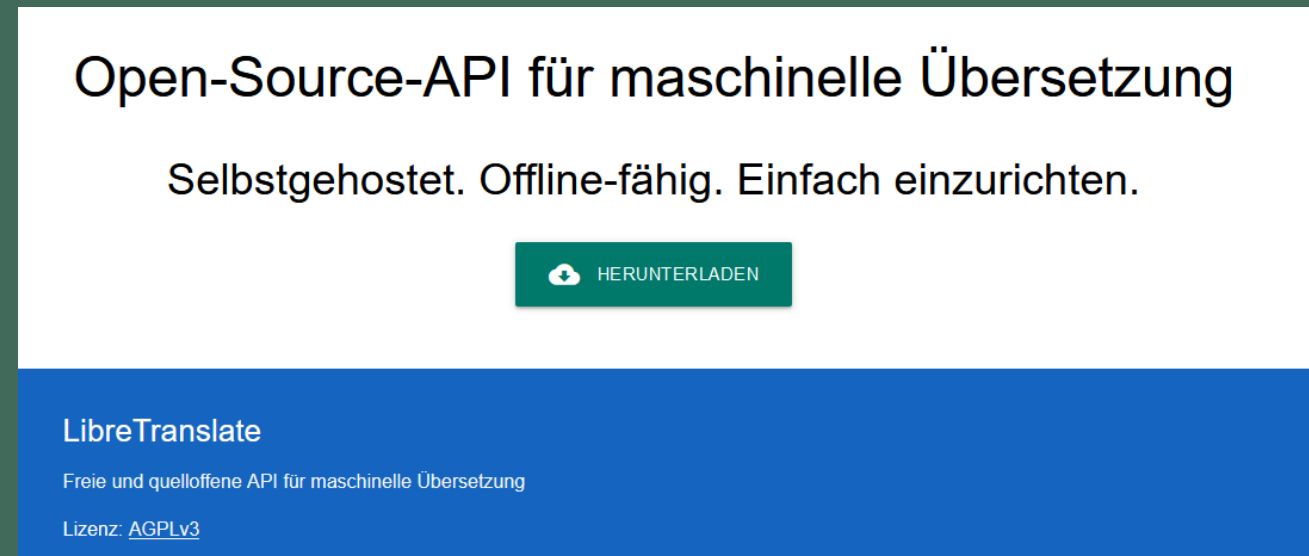 Open-Source-API für maschinelle Übersetzung
Selbstgehostet. Offline-fähig. Einfach einzurichten.
HERUNTERLADEN
LibreTranslate
Freie und quelloffene API für maschinelle Übersetzung
Lizenz: AGPLv3